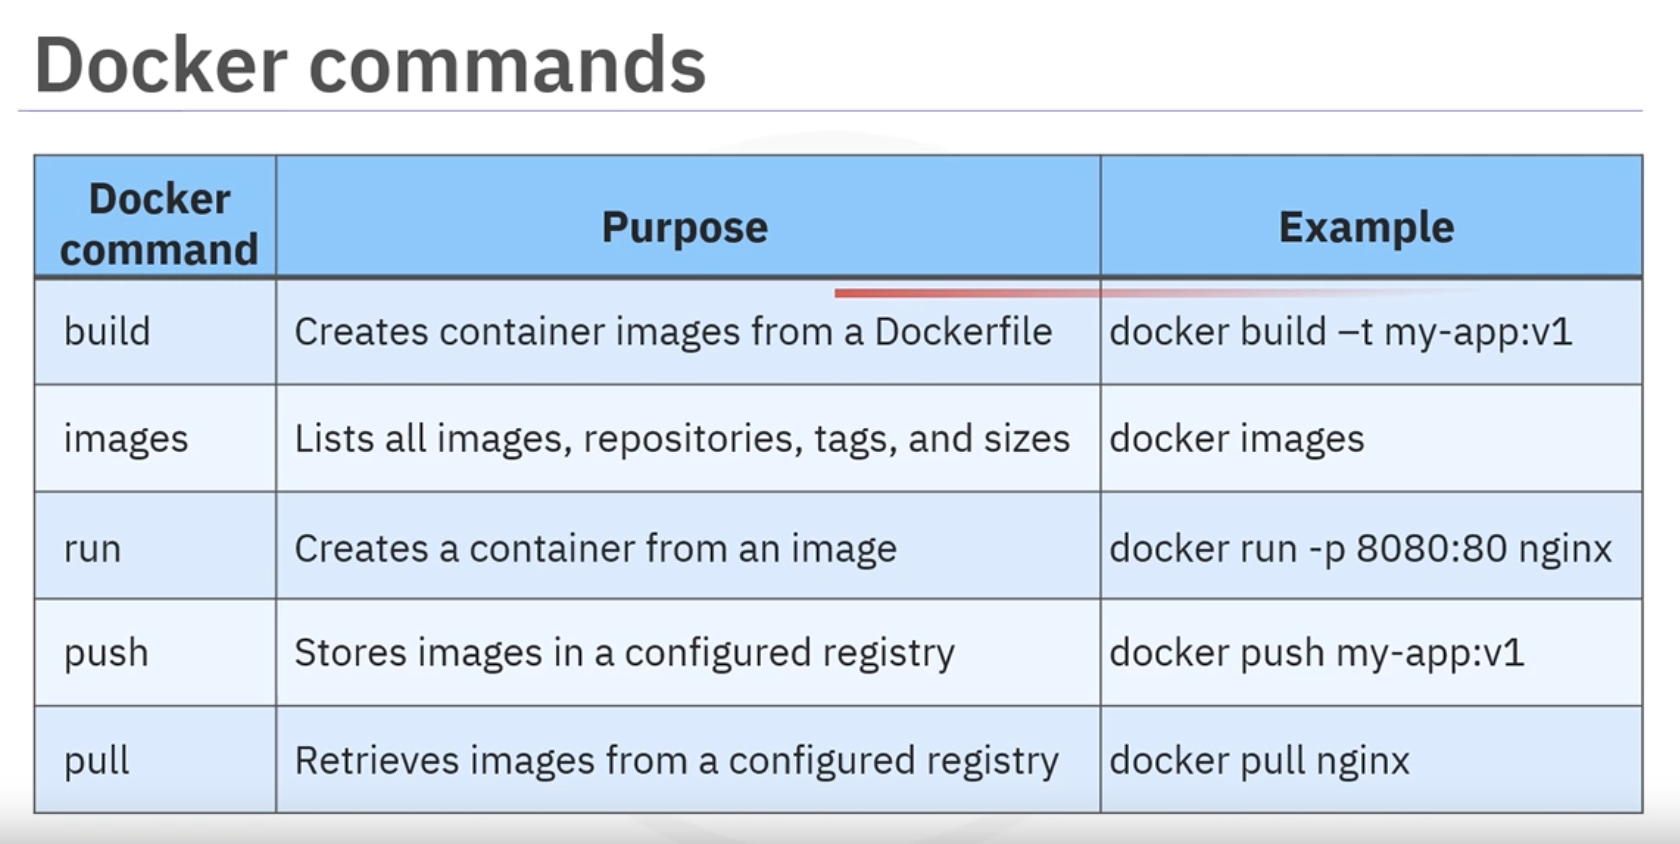 Docker commands
Docker
command
Purpose
Example
build
Creates container images from a Dockerfile
docker build –t my-app:v1
images
Lists all images, repositories, tags, and sizes
docker images
run
Creates a container from an image
docker run -p 8080:80 nginx
push
Stores images in a configured registry
docker push my-app:v1
pull
Retrieves images from a configured registry
docker pull nginx